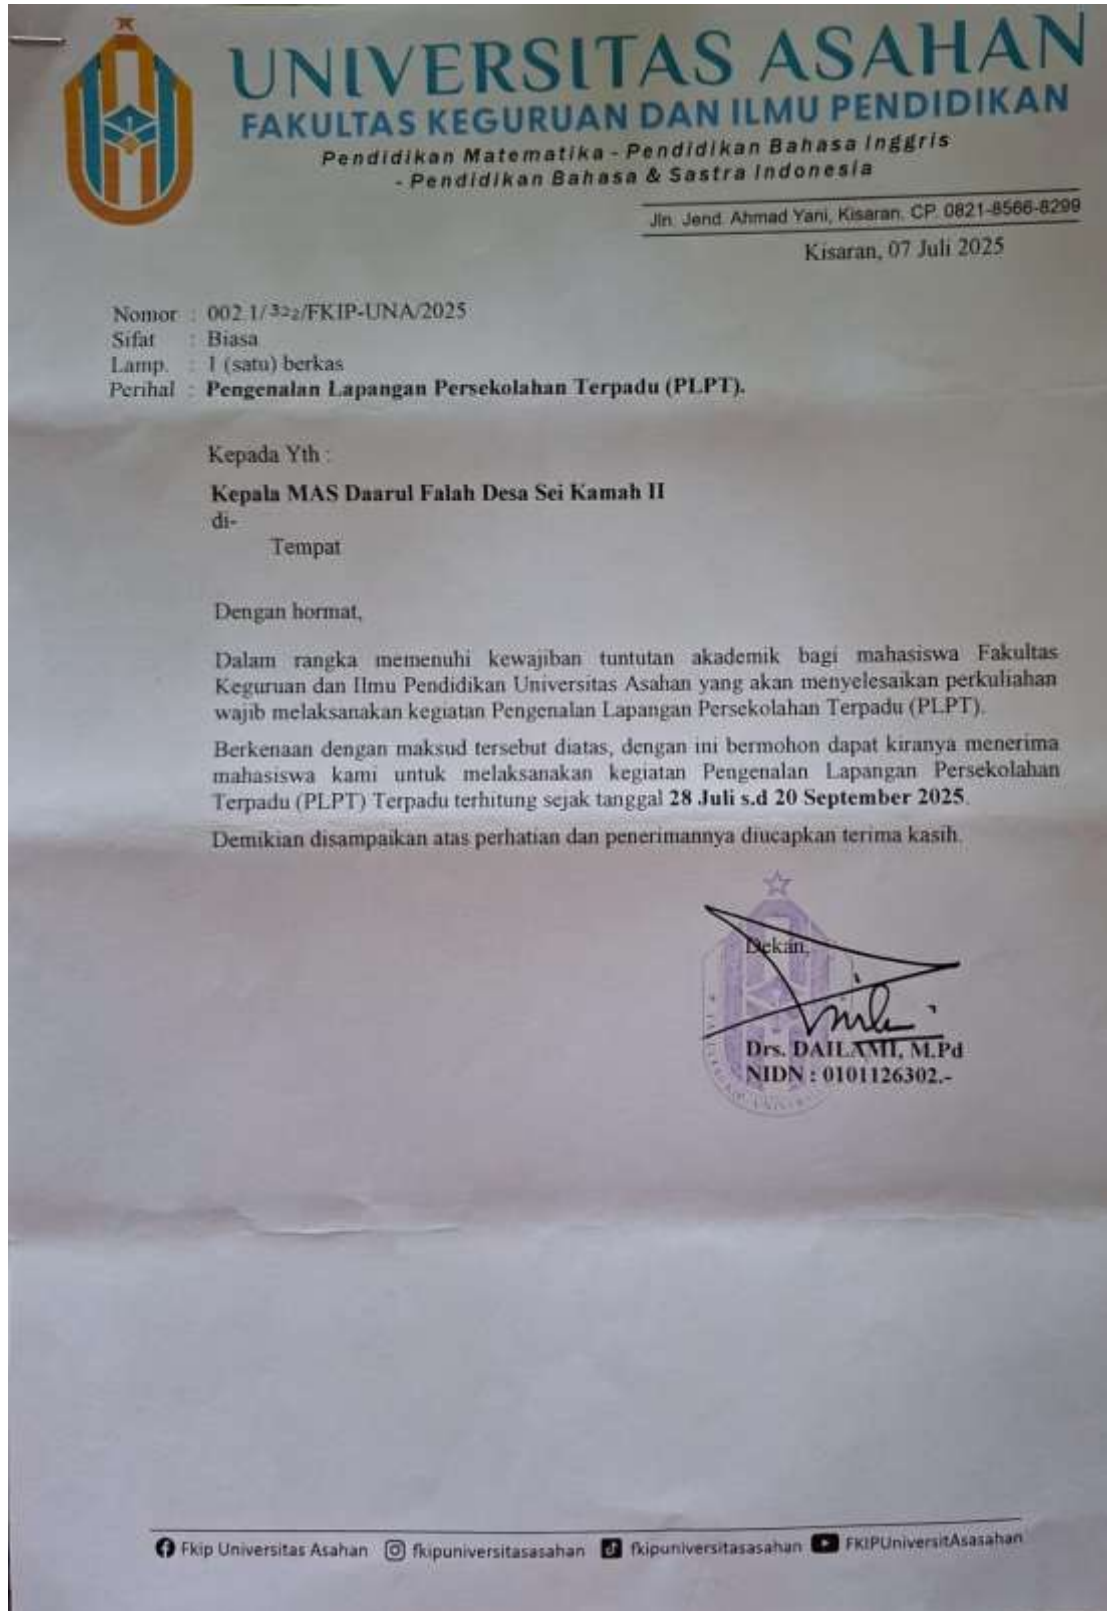 UNIVERSITAS ASAHAN
FAKULTAS KEGURUAN DAN ILMU PENDIDIKAN
Pendidikan Matematika - Pendidikan Bahasa Inggris
- Pendidikan Bahasa & Sastra Indonesia
Jln. Jend. Ahmad Yani, Kisaran. CP. 0821-8566-8299
Kisaran, 07 Juli 2025
Nomor : 002.1/322/FKIP-UNA/2025
Sifat : Biasa
Lamp. : 1 (satu) berkas
Perihal : Pengenalan Lapangan Persekolahan Terpadu (PLPT).
Kepada Yth :
Kepala MAS Daarul Falah Desa Sei Kamah II
di-
Tempat
Dengan hormat,
Dalam rangka memenuhi kewajiban tuntutan akademik bagi mahasiswa Fakultas
Keguruan dan Ilmu Pendidikan Universitas Asahan yang akan menyelesaikan perkuliahan
wajib melaksanakan kegiatan Pengenalan Lapangan Persekolahan Terpadu (PLPT).
Berkenaan dengan maksud tersebut diatas, dengan ini bermohon dapat kiranya menerima
mahasiswa kami untuk melaksanakan kegiatan Pengenalan Lapangan Persekolahan
Terpadu (PLPT) Terpadu terhitung sejak tanggal 28 Juli s.d 20 September 2025.
Demikian disampaikan atas perhatian dan penerimannya diucapkan terima kasih.
Dekan,
Drs. DAILAMI, M.Pd
NIDN : 0101126302.-
Fkip Universitas Asahan fkipuniversitasasahan fkipuniversitasasahan FKIPUniversitAsasahan